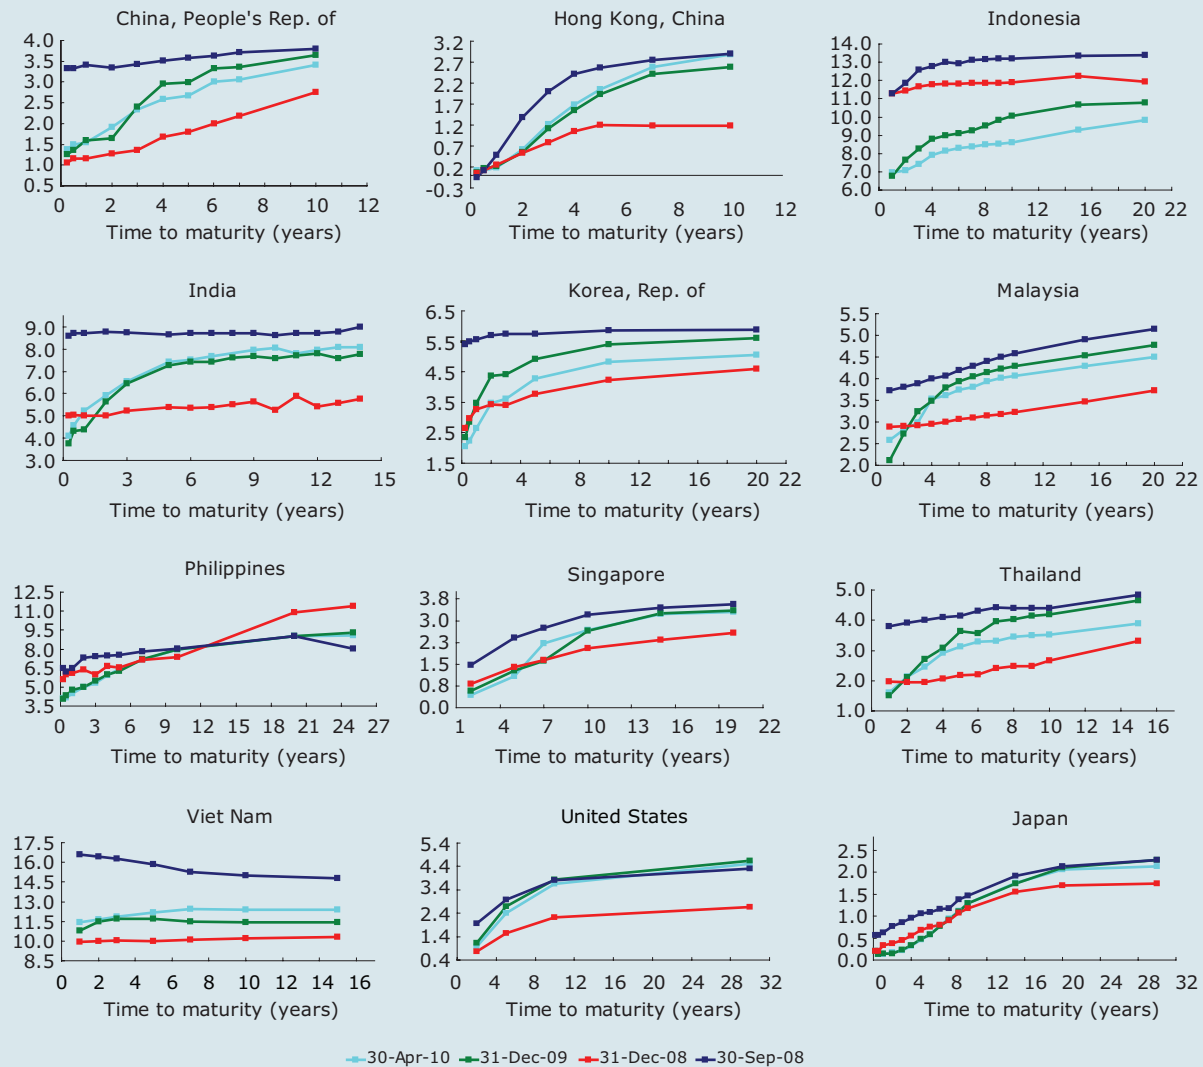 China, People's Rep. of
4.0
3.5
3.0
2.5
2.0
1.5
1.0
0.5
0 2 4 6 8 10 12
Time to maturity (years)
Hong Kong, China
3.2
2.7
2.2
1.7
1.2
0.7
0.2
-0.3
0 2 4 6 8 10 12
Time to maturity (years)
Indonesia
14.0
13.0
12.0
11.0
10.0
9.0
8.0
7.0
6.0
0 4 8 12 16 20 22
Time to maturity (years)
India
9.0
8.0
7.0
6.0
5.0
4.0
3.0
0 3 6 9 12 15
Time to maturity (years)
Korea, Rep. of
6.5
5.5
4.5
3.5
2.5
1.5
0 4 8 12 16 20 22
Time to maturity (years)
Malaysia
5.5
5.0
4.5
4.0
3.5
3.0
2.5
2.0
0 4 8 12 16 20 22
Time to maturity (years)
Philippines
12.5
11.0
9.5
8.0
6.5
5.0
3.5
0 3 6 9 12 15 18 21 25 27
Time to maturity (years)
Singapore
3.8
3.0
2.3
1.5
0.8
0.0
1 4 7 10 13 16 19 22
Time to maturity (years)
Thailand
5.0
4.0
3.0
2.0
1.0
0 2 4 6 8 10 12 14 16
Time to maturity (years)
Viet Nam
17.5
16.0
14.5
13.0
11.5
10.0
8.5
0 2 4 6 8 10 12 14 16
Time to maturity (years)
United States
5.4
4.4
3.4
2.4
1.4
0.4
0 4 8 12 16 20 24 28 32
Time to maturity (years)
Japan
2.5
2.0
1.5
1.0
0.5
0.0
0 4 8 12 16 20 24 28 32
Time to maturity (years)
30-Apr-10 31-Dec-09 31-Dec-08 30-Sep-08